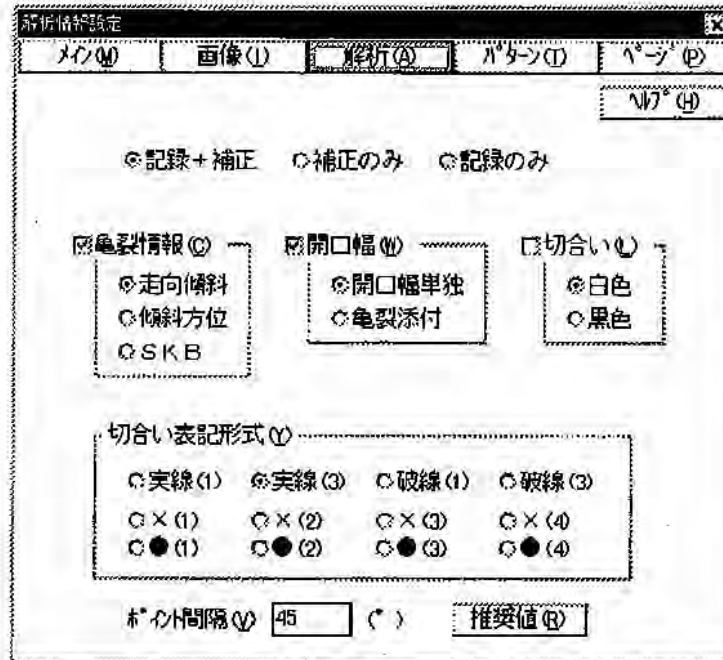 解析情報設定
メイン(M) 画像(I) 解析(A) パターン(T) ページ(P)
ヘルプ(H)
記録+補正 補正のみ 記録のみ
亀裂情報(C) 開口幅(W) 切合い(L)
走向傾斜 開口幅単独 白色
傾斜方位 亀裂添付 黒色
SKB
切合い表記形式(Y)
実線(1) 実線(3) 破線(1) 破線(3)
×(1) ×(2) ×(3) ×(4)
●(1) ●(2) ●(3) ●(4)
ポイント間隔(V) 45 (°) 推奨値(R)